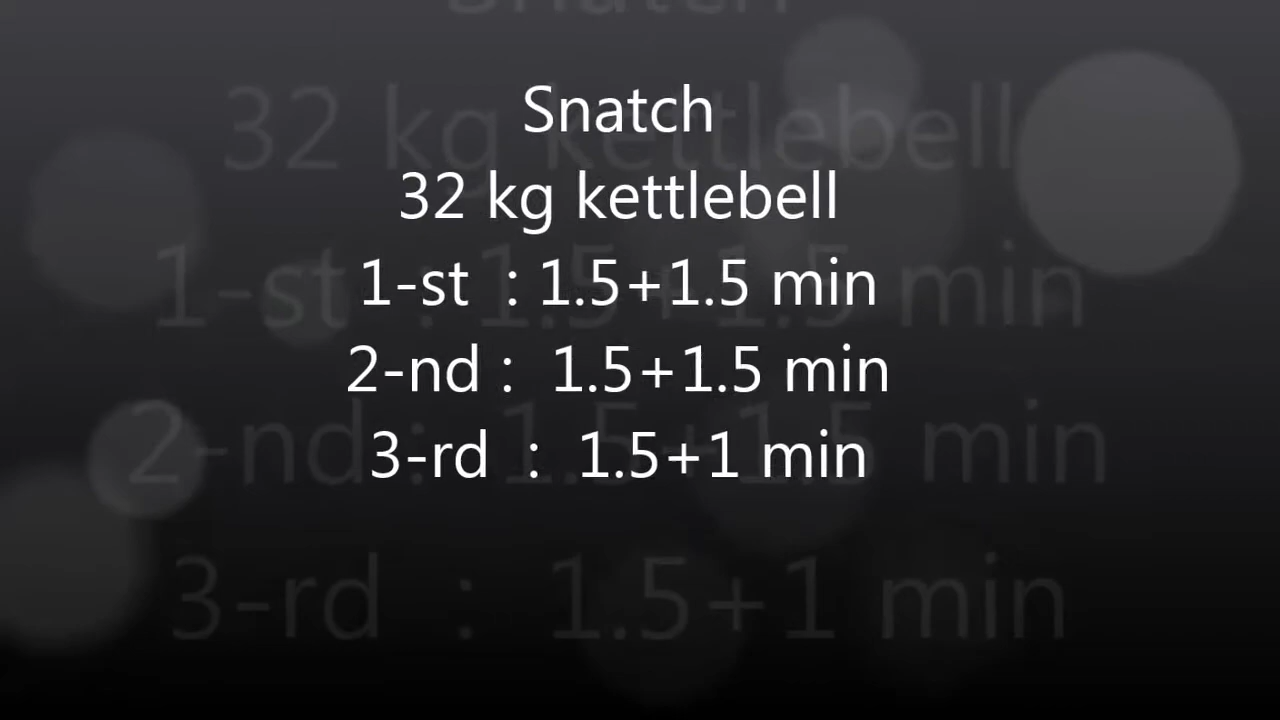 Snatch
32 kg kettlebell
1-st : 1.5+1.5 min
2-nd : 1.5+1.5 min
3-rd : 1.5+1 min